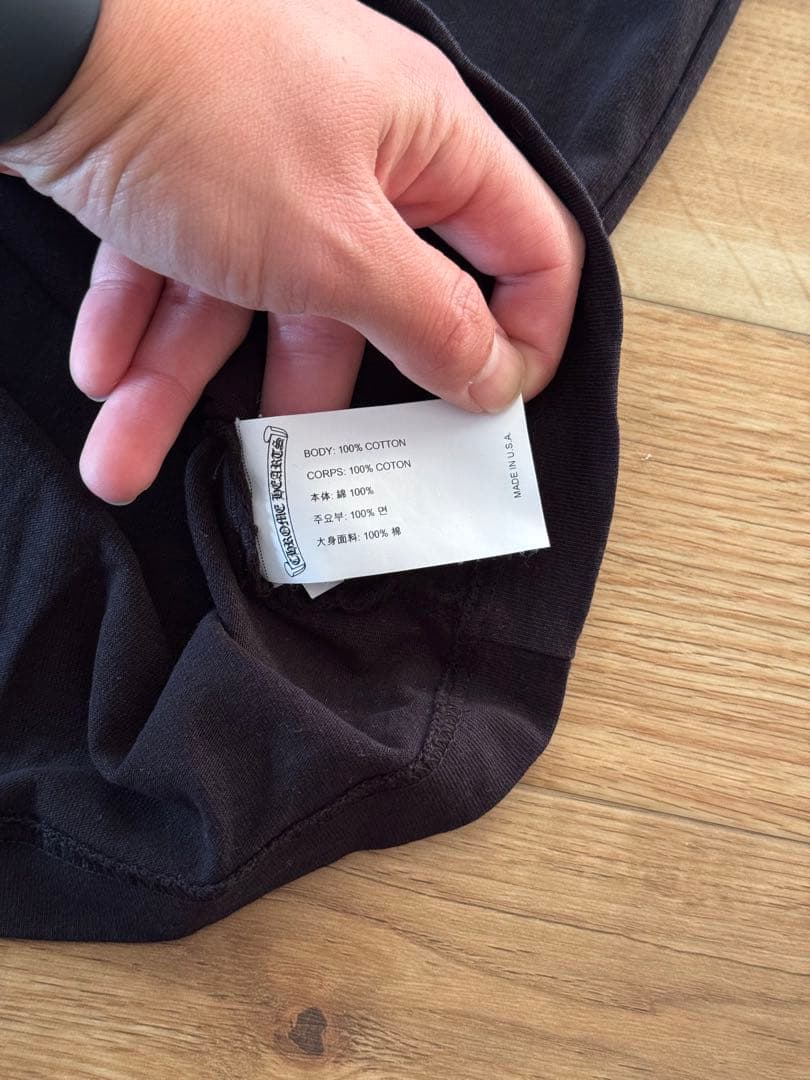 CHROME HEARTS
BODY: 100% COTTON
CORPS: 100% COTON
本体: 綿 100%
주요부: 100% 면
大身面料: 100% 棉
MADE IN U.S.A.